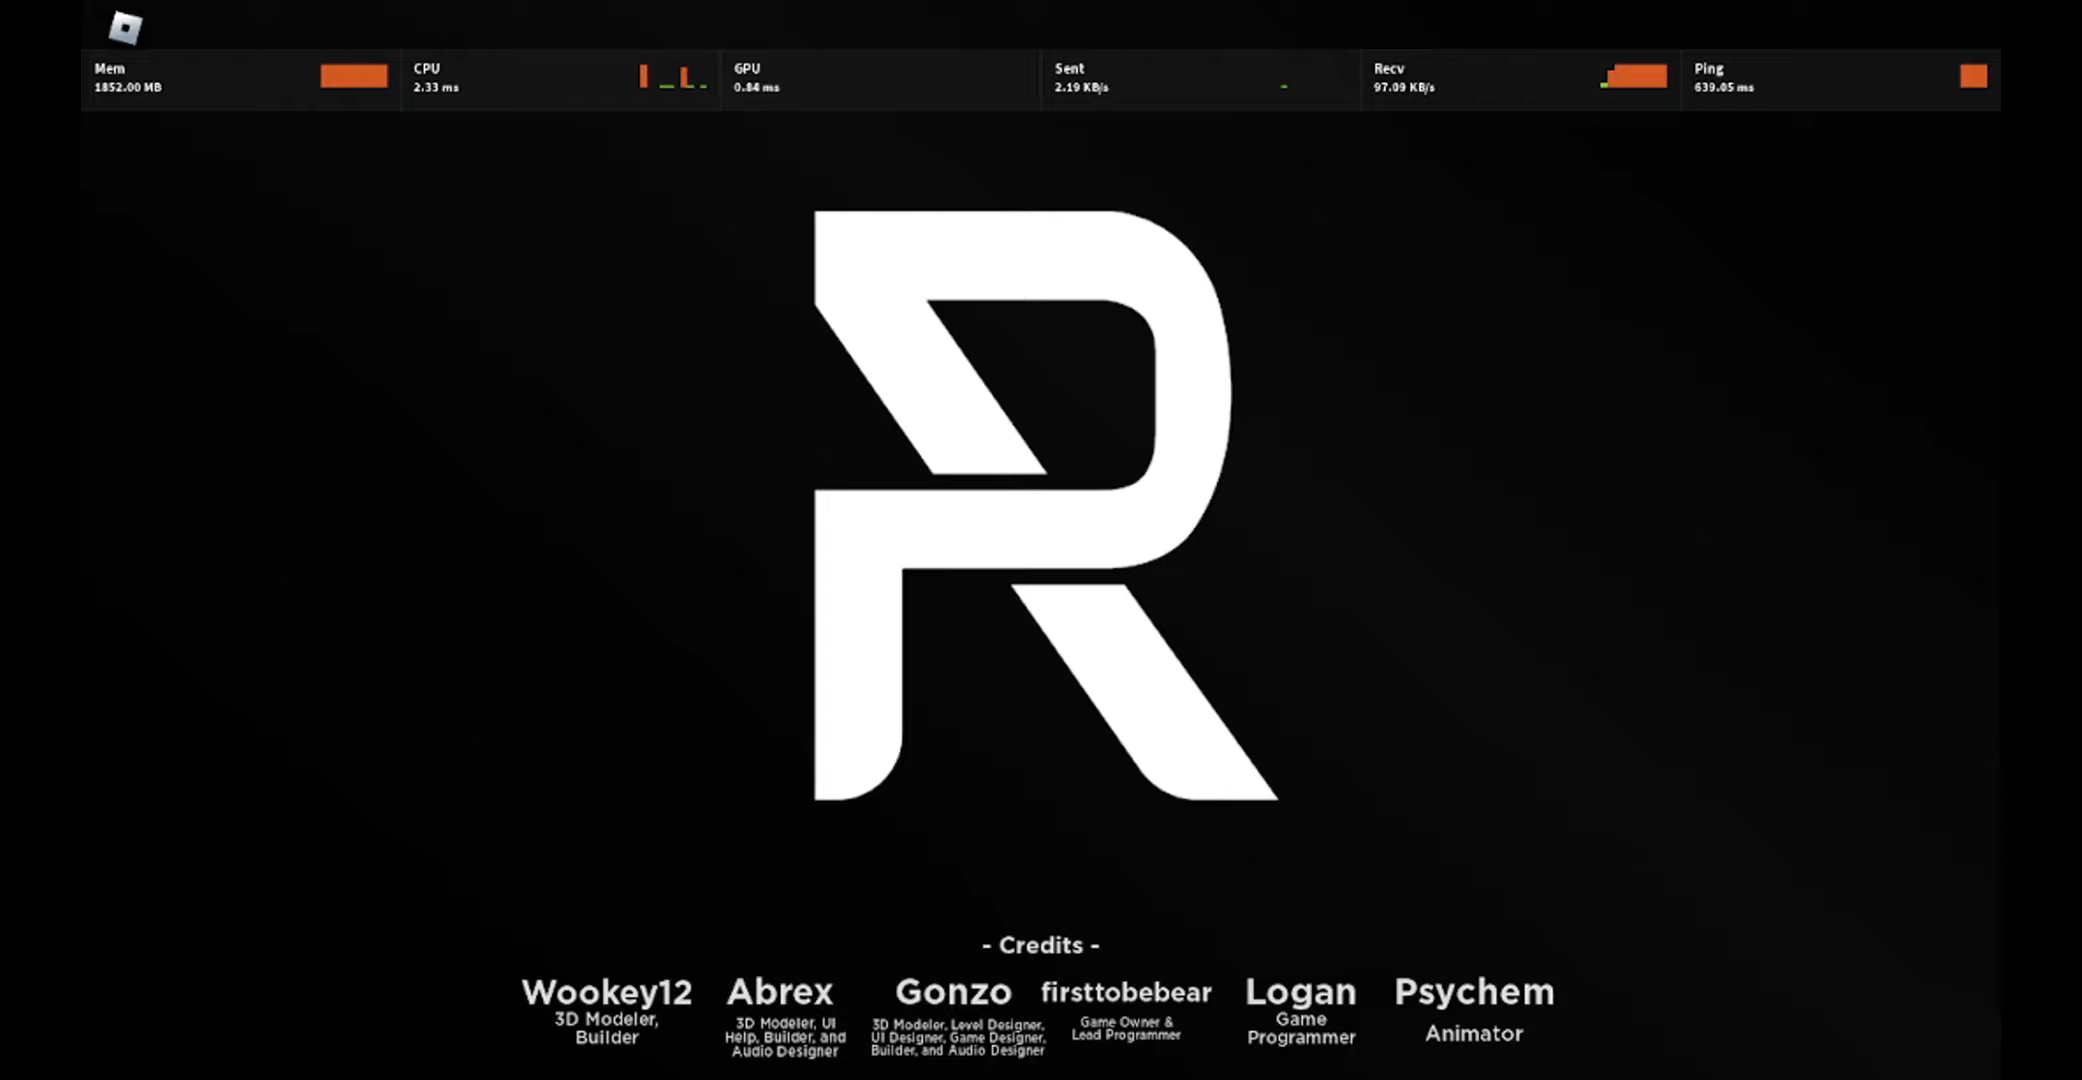 Mem CPU GPU Sent Recv Ping
1852.00 MB 2.33 ms 0.84 ms 2.19 KB/s 97.09 KB/s 639.05 ms
R
- Credits -
Wookey12 Abrex Gonzo firsttobebear Logan Psychem
3D Modeler,
Builder
3D Modeler, UI
Help, Builder, and
Audio Designer
3D Modeler, Level Designer,
UI Designer, Game Designer,
Builder, and Audio Designer
Game Owner &
Lead Programmer
Game
Programmer
Animator